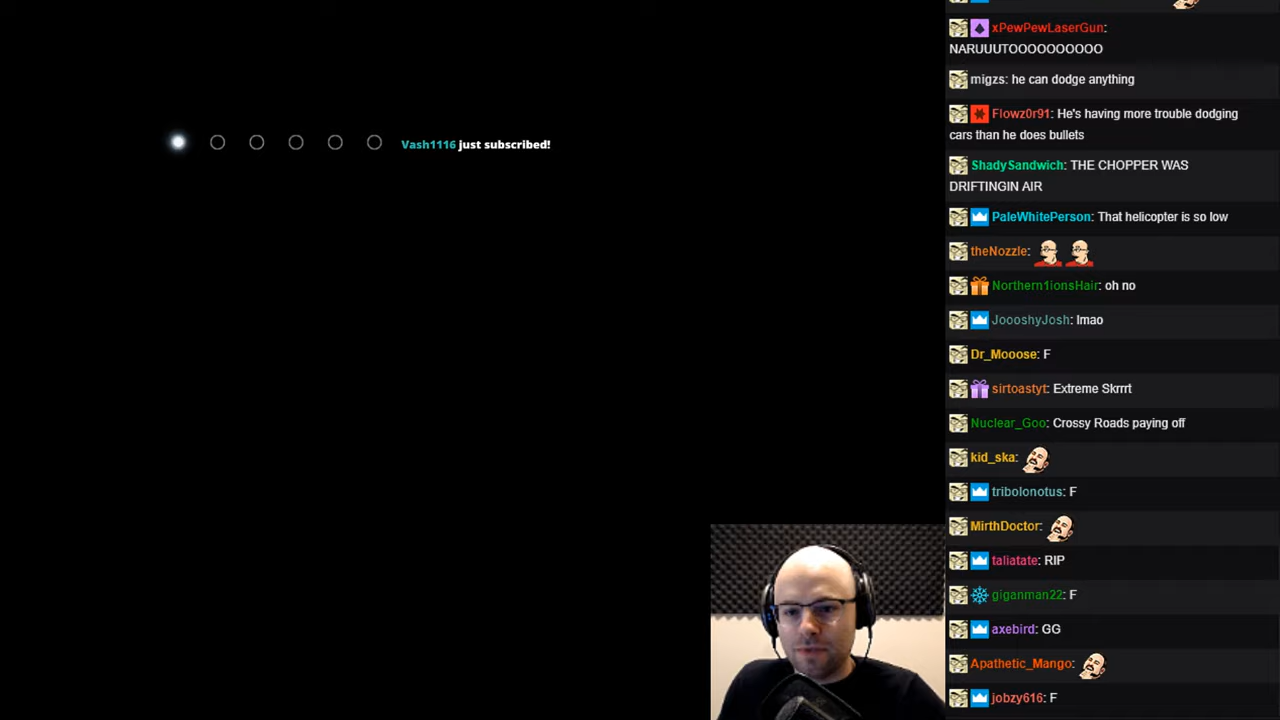 Vash1116 just subscribed!
xPewPewLaserGun:
NARUUUTOOOOOOOOOO
migzs: he can dodge anything
Flowz0r91: He's having more trouble dodging
cars than he does bullets
ShadySandwich: THE CHOPPER WAS
DRIFTINGIN AIR
PaleWhitePerson: That helicopter is so low
theNozzle:
Northern1ionsHair: oh no
JoooshyJosh: lmao
Dr_Mooose: F
sirtoastyt: Extreme Skrrrt
Nuclear_Goo: Crossy Roads paying off
kid_ska:
tribolonotus: F
MirthDoctor:
taliatate: RIP
giganman22: F
axebird: GG
Apathetic_Mango:
jobzy616: F